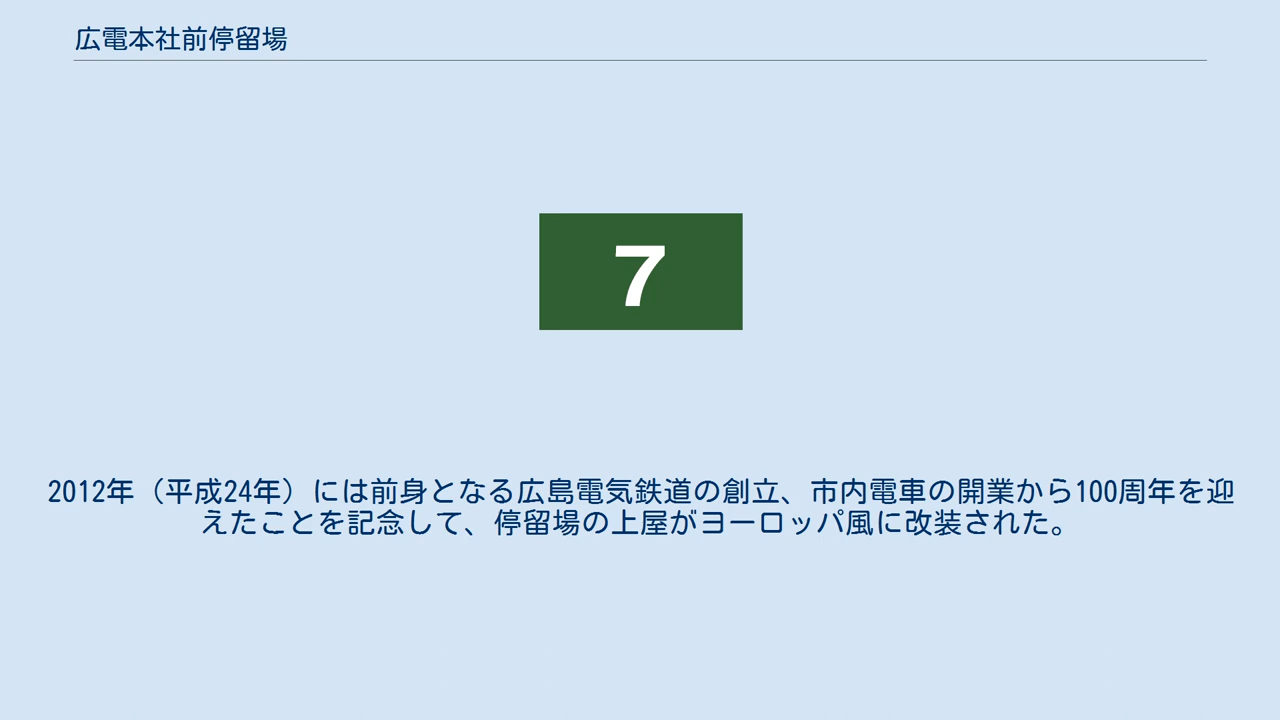 広電本社前停留場
7
2012年（平成24年）には前身となる広島電気鉄道の創立、市内電車の開業から100周年を迎
えたことを記念して、停留場の上屋がヨーロッパ風に改装された。